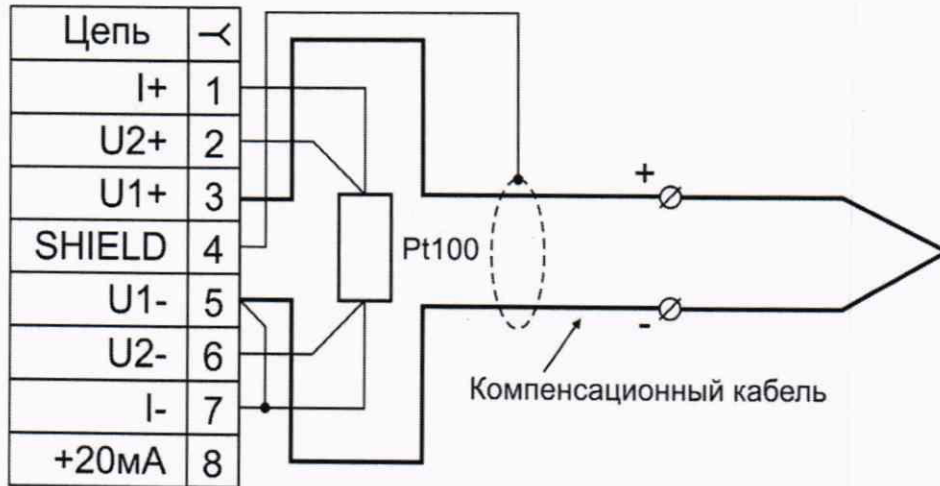 Цепь
I+ 1
U2+ 2
U1+ 3
SHIELD 4
U1- 5
U2- 6
I- 7
+20мА 8
Pt100
+
-
Компенсационный кабель